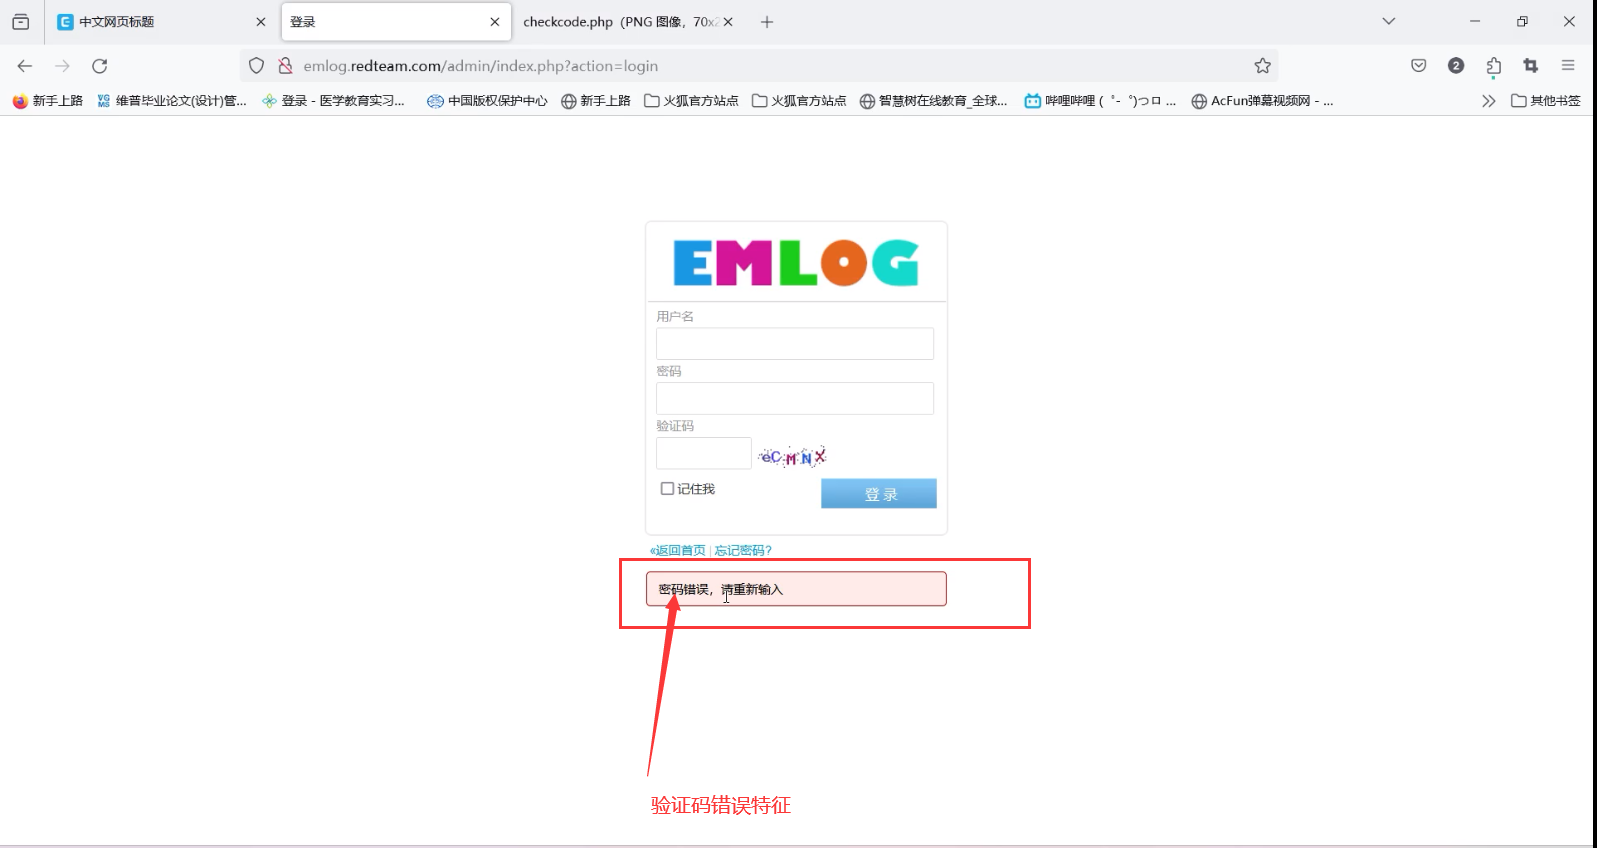 中文网页标题
登录
checkcode.php（PNG 图像，70x2
emlog.redteam.com/admin/index.php?action=login
2
新手上路
VG MS 维普毕业论文(设计)管...
登录 - 医学教育实习...
中国版权保护中心
新手上路
火狐官方站点
火狐官方站点
智慧树在线教育_全球...
哔哩哔哩 ( ゜- ゜)つロ ...
AcFun弹幕视频网 - ...
其他书签
EMLOG
用户名
密码
验证码
eCMNX
记住我
登 录
«返回首页 | 忘记密码?
密码错误，请重新输入
验证码错误特征